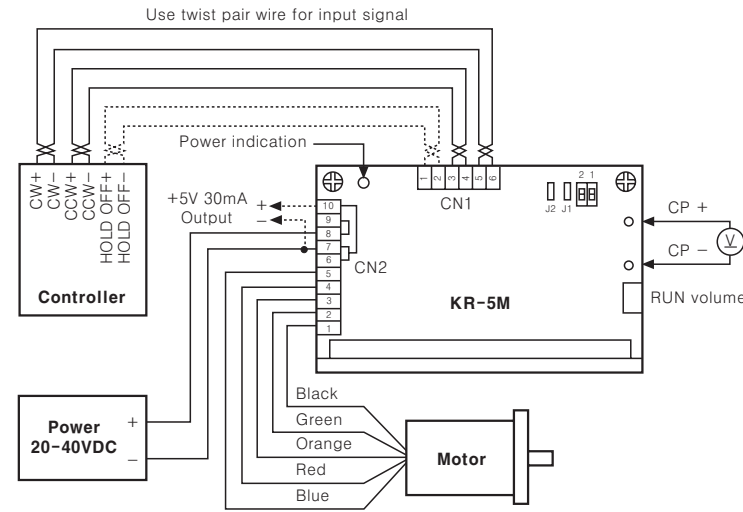 Use twist pair wire for input signal
Power indication
CW+
CW-
CCW+
CCW-
HOLD OFF+
HOLD OFF-
Controller
+5V 30mA
Output
+
-
1 2 3 4 5 6
CN1
2 1
J2 J1
CP +
CP -
V
RUN volume
10
9
8
7
6
5
4
3
2
1
CN2
KR-5M
Power
20-40VDC
+
-
Black
Green
Orange
Red
Blue
Motor